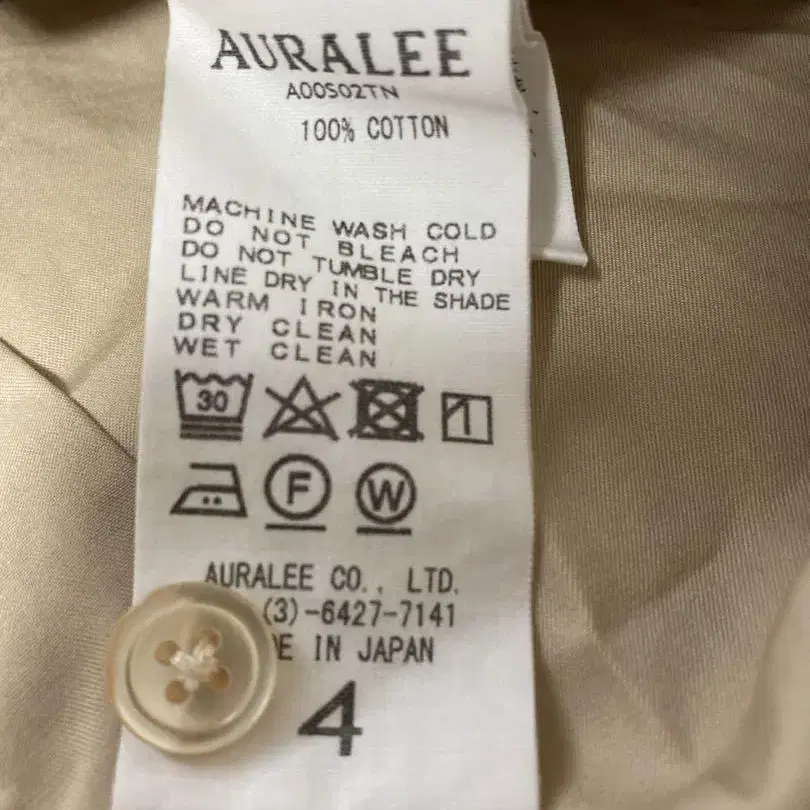 AURALEE
A00S02TN
100% COTTON
MACHINE WASH COLD
DO NOT BLEACH
DO NOT TUMBLE DRY
LINE DRY IN THE SHADE
WARM IRON
DRY CLEAN
WET CLEAN
30
F W
AURALEE CO., LTD.
(3)-6427-7141
IN JAPAN
4